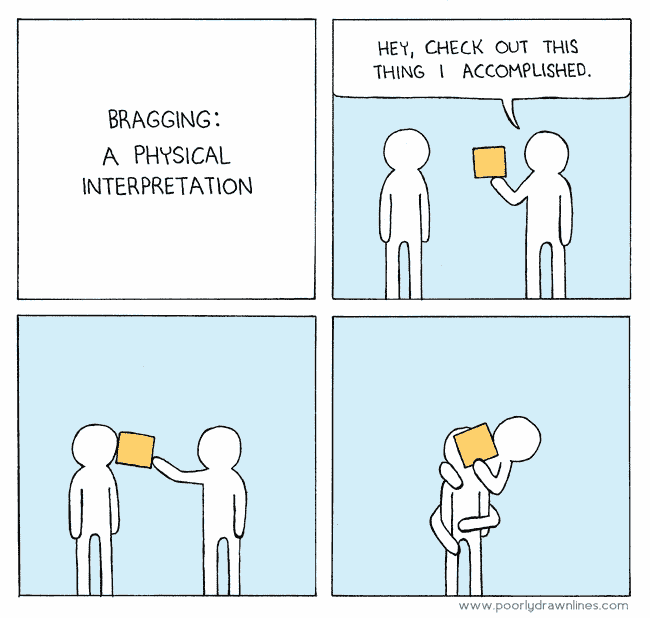 BRAGGING:
A PHYSICAL
INTERPRETATION
HEY, CHECK OUT THIS
THING I ACCOMPLISHED.
www.poorlydrawnlines.com